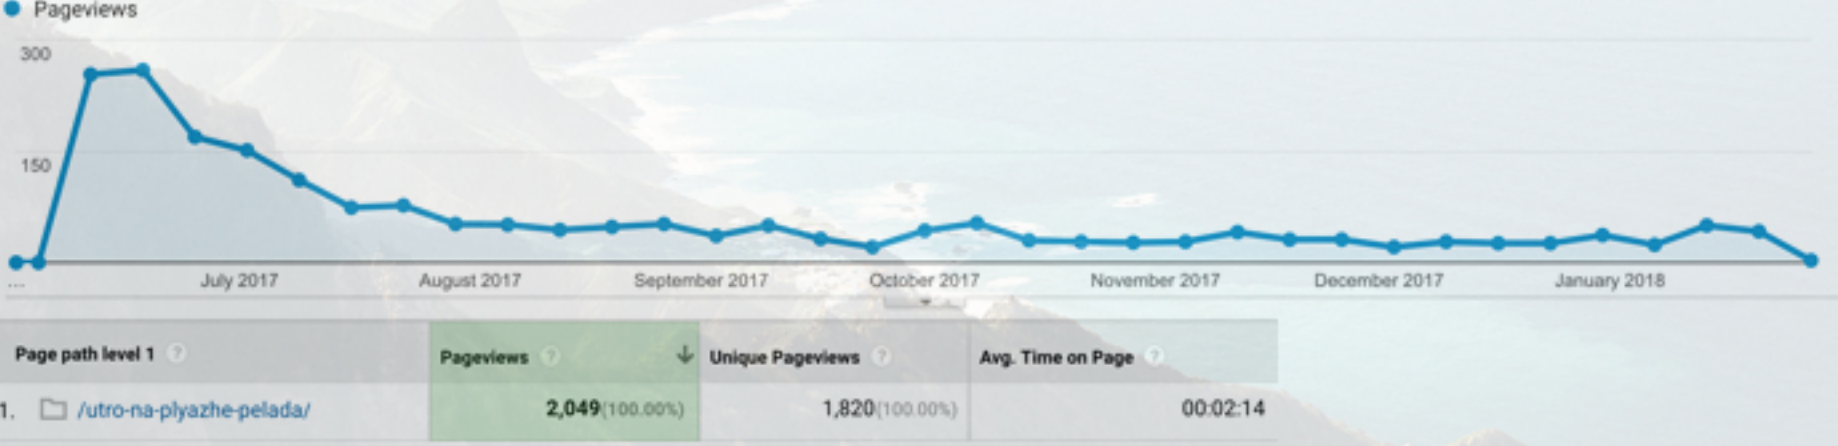 Pageviews
300
150
... July 2017 August 2017 September 2017 October 2017 November 2017 December 2017 January 2018
Page path level 1 ? Pageviews ? Unique Pageviews ? Avg. Time on Page ?
1. /utro-na-plyazhe-pelada/ 2,049(100.00%) 1,820(100.00%) 00:02:14